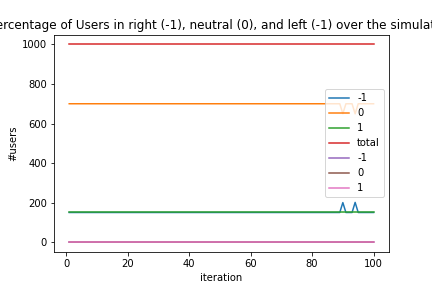 ercentage of Users in right (-1), neutral (0), and left (-1) over the simulat
1000
800
600
400
200
0
#users
-1
0
1
total
-1
0
1
0 20 40 60 80 100
iteration